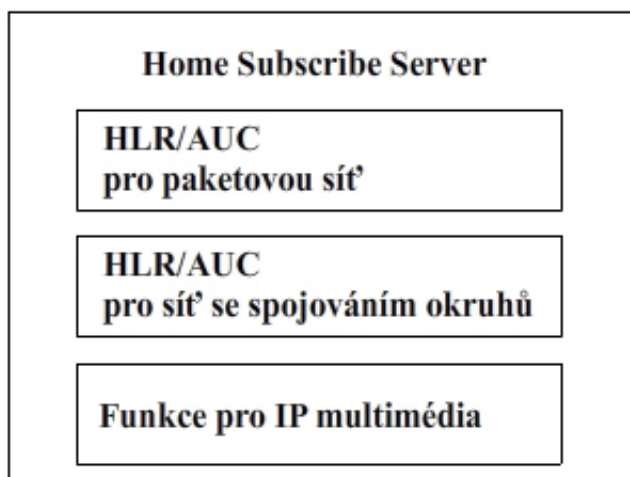 Home Subscribe Server
HLR/AUC
pro paketovou síť
HLR/AUC
pro síť se spojováním okruhů
Funkce pro IP multimédia